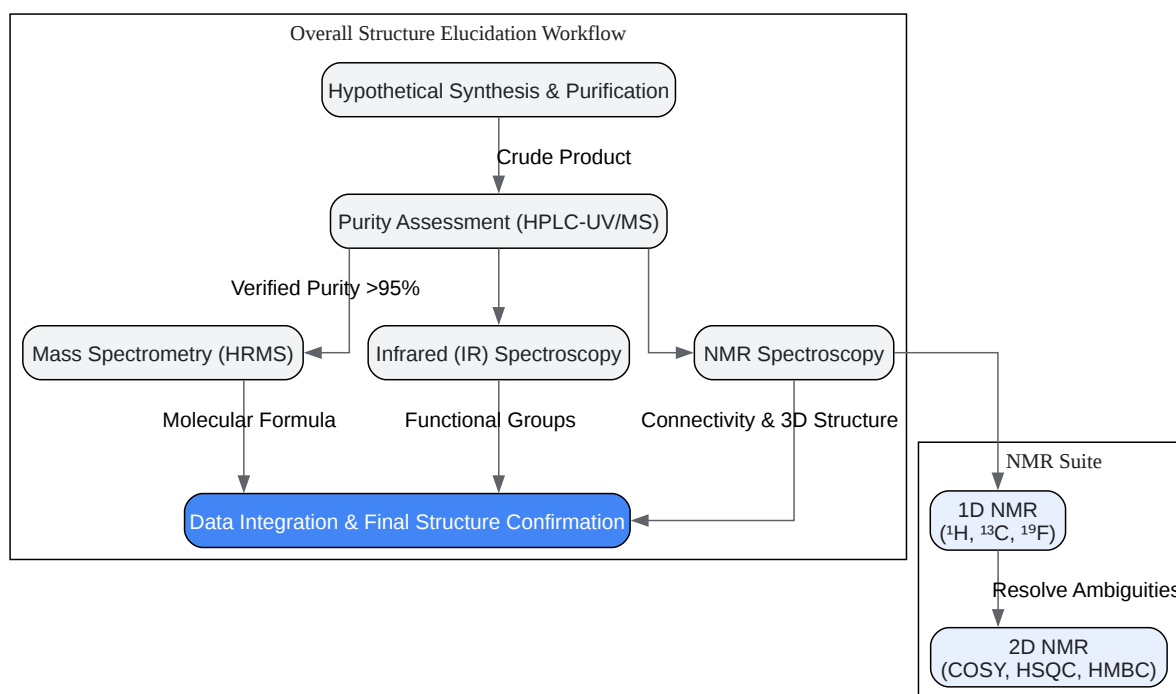 Overall Structure Elucidation Workflow
Hypothetical Synthesis & Purification
Crude Product
Purity Assessment (HPLC-UV/MS)
Verified Purity >95%
Mass Spectrometry (HRMS)
Infrared (IR) Spectroscopy
NMR Spectroscopy
Molecular Formula
Functional Groups
Connectivity & 3D Structure
Data Integration & Final Structure Confirmation
NMR Suite
1D NMR
(¹H, ¹³C, ¹⁹F)
Resolve Ambiguities
2D NMR
(COSY, HSQC, HMBC)